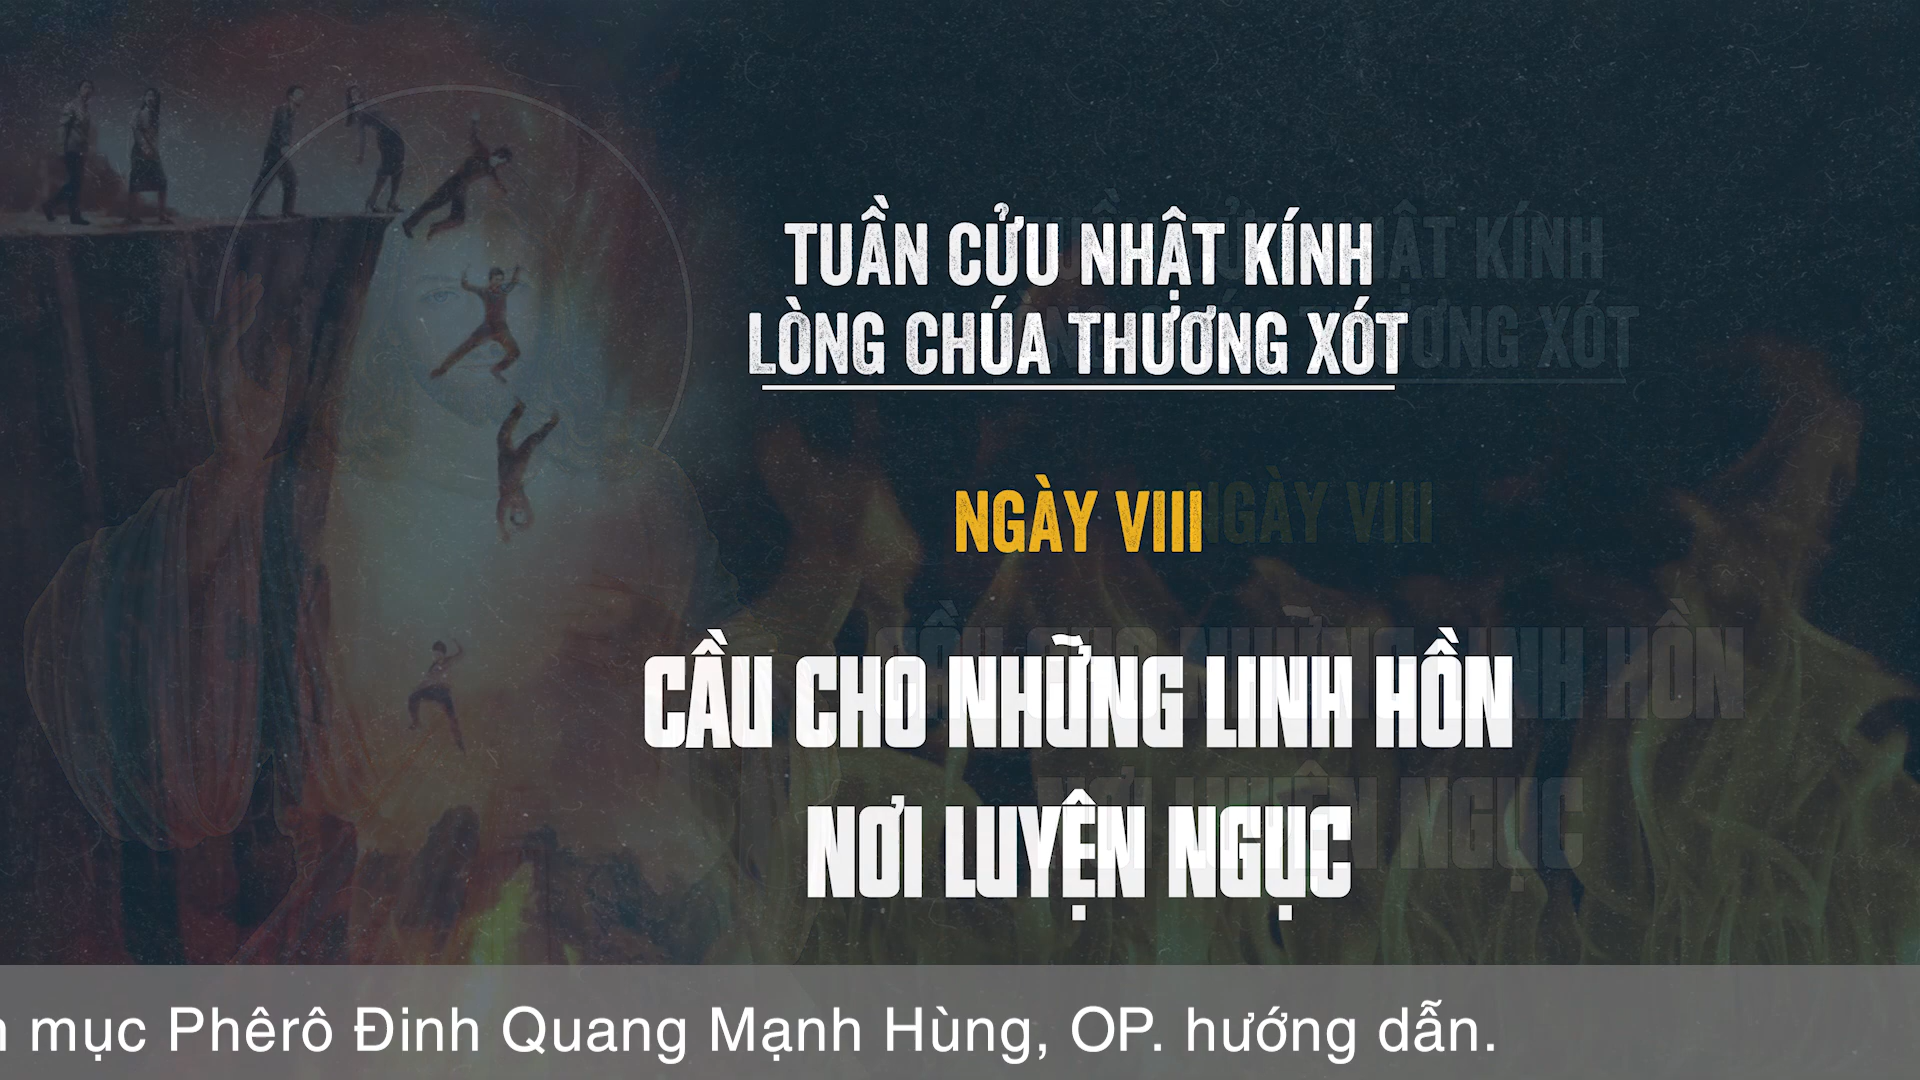 TUẦN CỬU NHẬT KÍNH
LÒNG CHÚA THƯƠNG XÓT
NGÀY VIII
CẦU CHO NHỮNG LINH HỒN
NƠI LUYỆN NGỤC
mục Phêrô Đinh Quang Mạnh Hùng, OP. hướng dẫn.